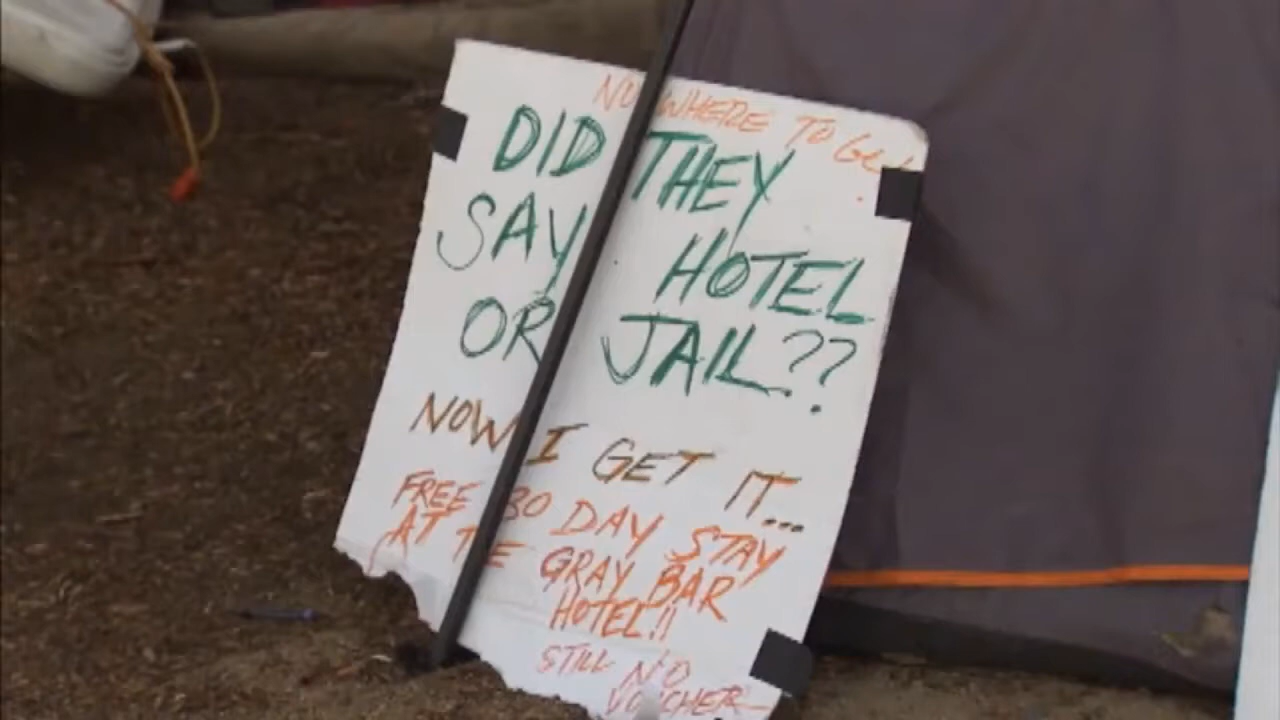 NO WHERE TO GO!
DID THEY
SAY HOTEL
OR JAIL??
NOW I GET IT...
FREE 30 DAY STAY
AT THE GRAY BAR
HOTEL!!
STILL NO
VOUCHER